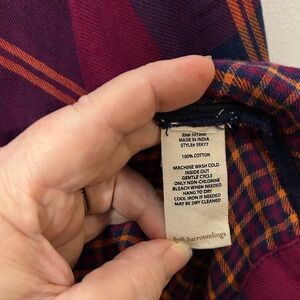 MADE IN INDIA
100% COTTON
MACHINE WASH COLD
INSIDE OUT
GENTLE CYCLE
ONLY NON-CHLORINE
BLEACH WHEN NEEDED
HANG TO DRY
COOL IRON IF NEEDED
MAY BE DRY CLEANED
Soft Surroundings